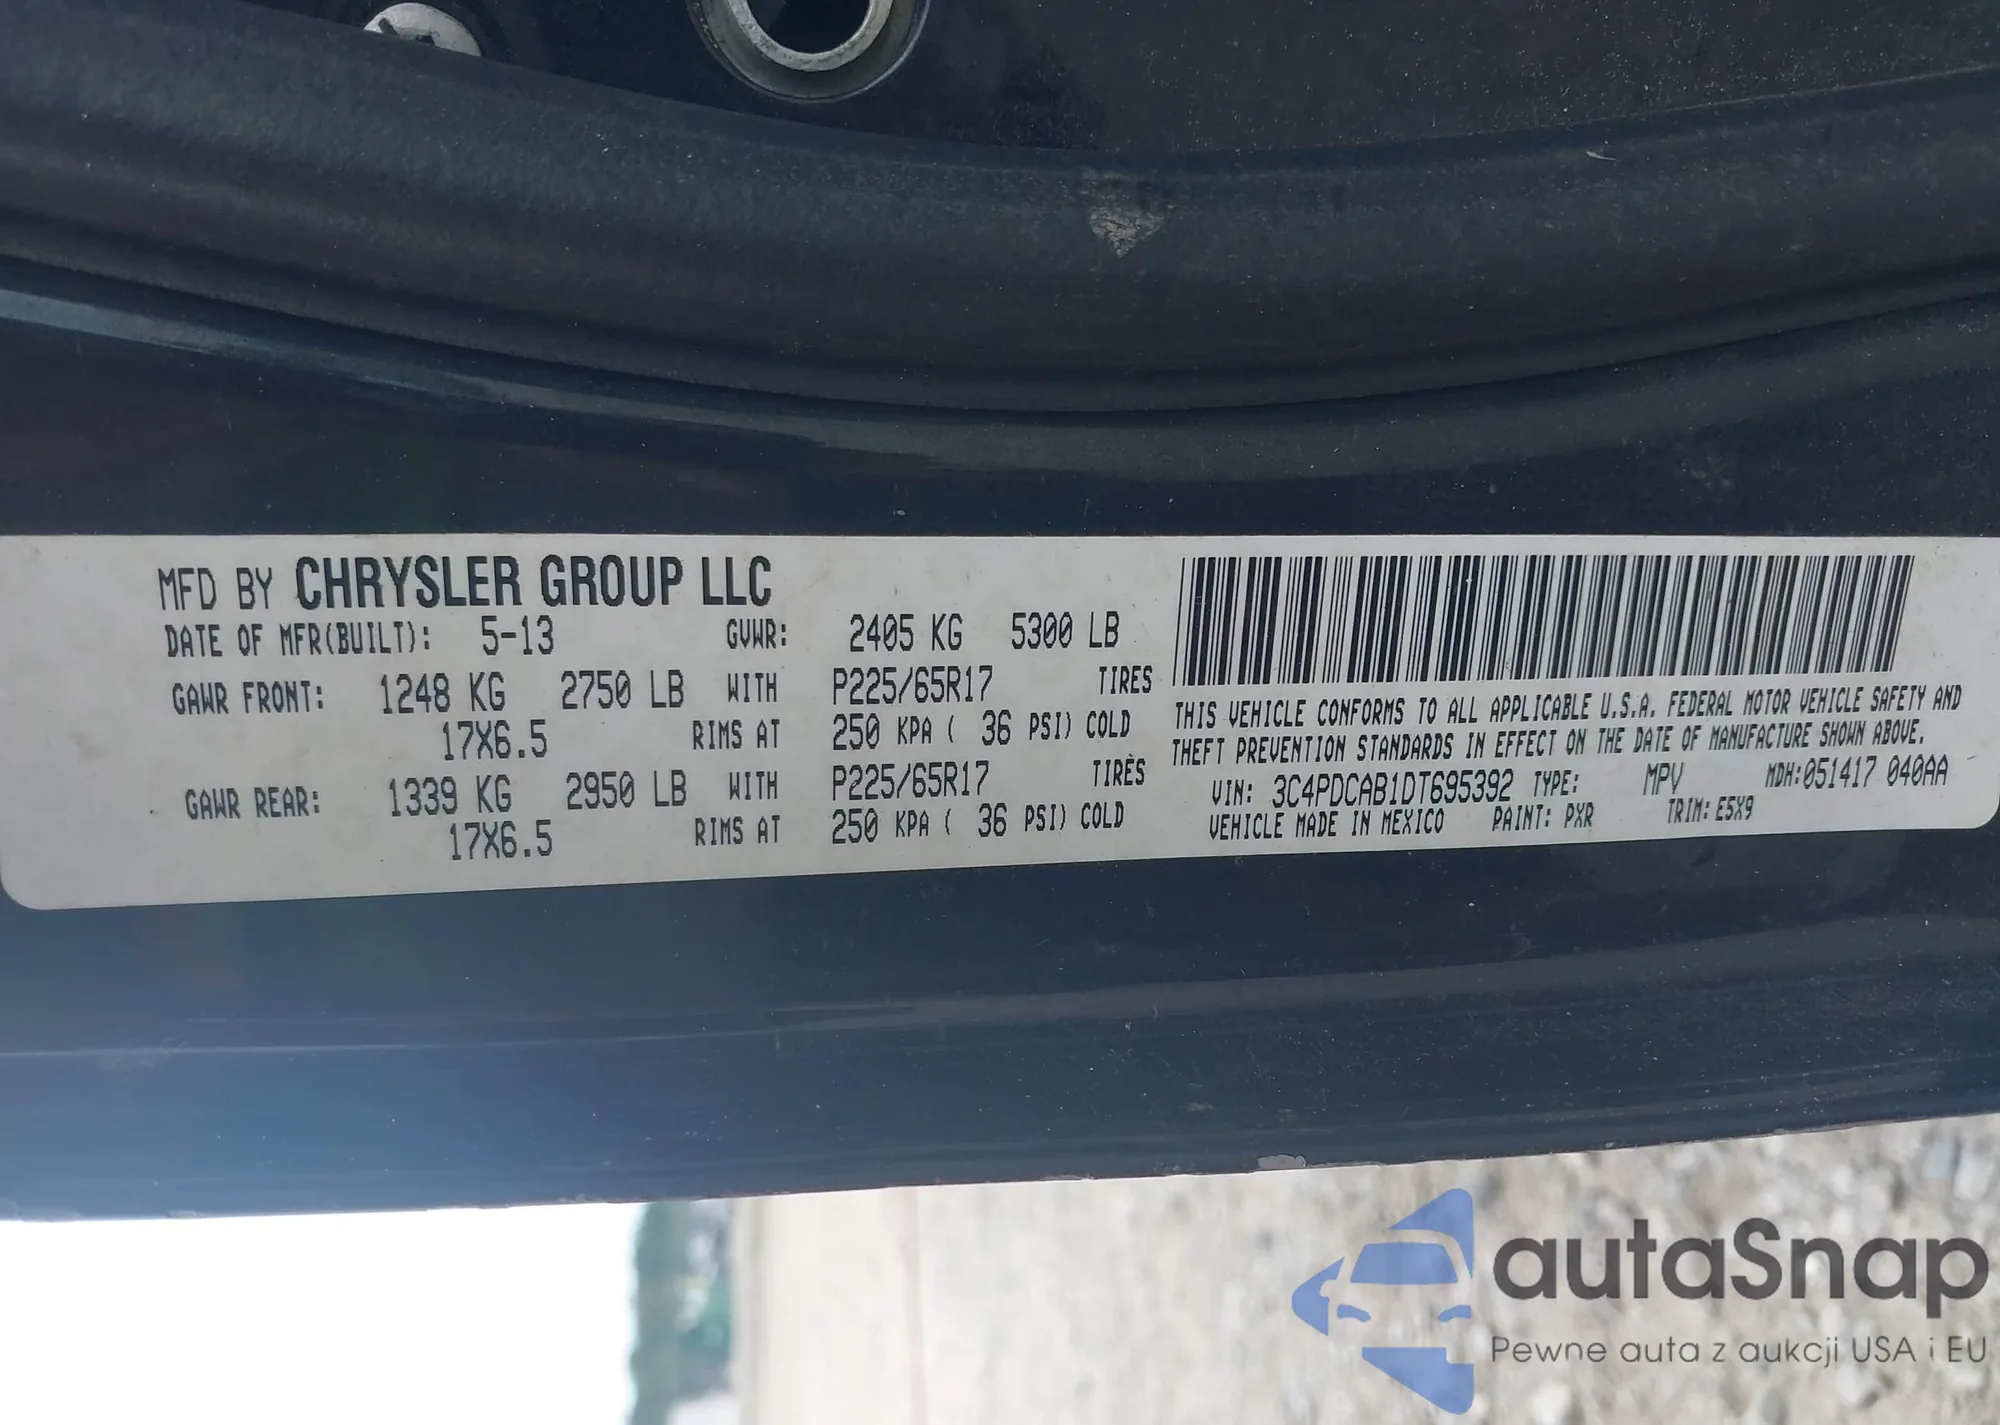 MFD BY CHRYSLER GROUP LLC
DATE OF MFR(BUILT): 5-13 GVWR: 2405 KG 5300 LB
GAWR FRONT: 1248 KG 2750 LB WITH P225/65R17 TIRES
17X6.5 RIMS AT 250 KPA ( 36 PSI) COLD
GAWR REAR: 1339 KG 2950 LB WITH P225/65R17 TIRES
17X6.5 RIMS AT 250 KPA ( 36 PSI) COLD
THIS VEHICLE CONFORMS TO ALL APPLICABLE U.S.A. FEDERAL MOTOR VEHICLE SAFETY AND
THEFT PREVENTION STANDARDS IN EFFECT ON THE DATE OF MANUFACTURE SHOWN ABOVE.
VIN: 3C4PDCAB1DT695392 TYPE: MPV MDH:051417 040AA
VEHICLE MADE IN MEXICO PAINT: PXR TRIM: E5X9
autaSnap
Pewne auta z aukcji USA i EU